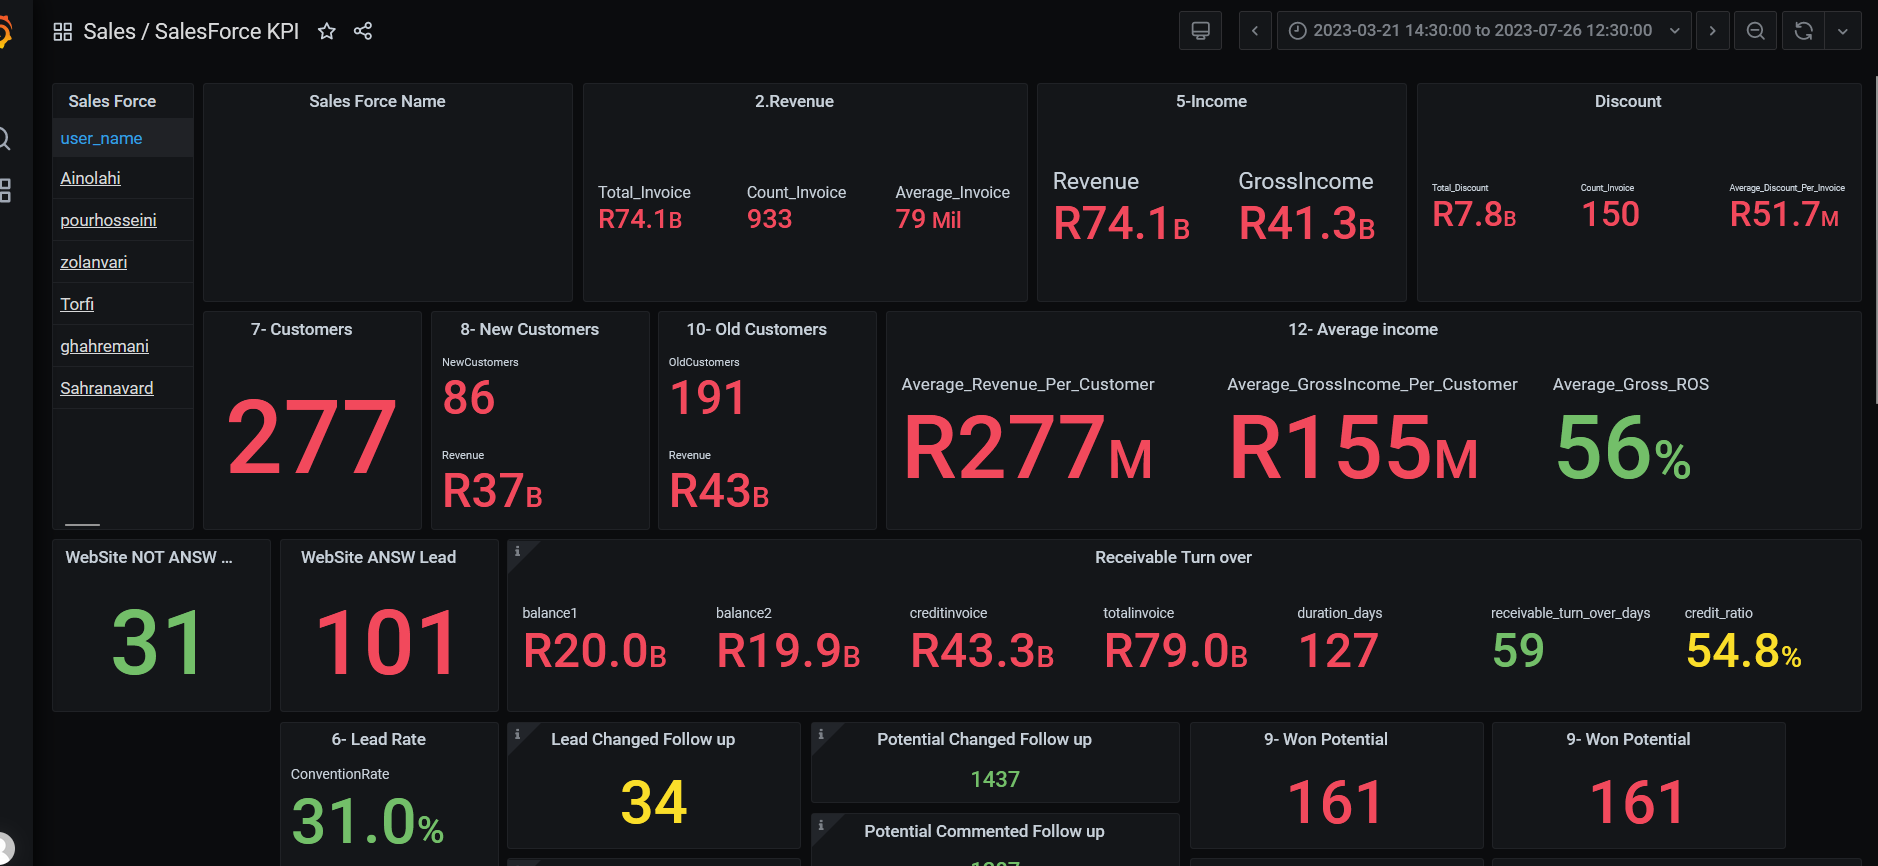 Sales / SalesForce KPI
2023-03-21 14:30:00 to 2023-07-26 12:30:00
Sales Force
user_name
Ainolahi
pourhosseini
zolanvari
Torfi
ghahremani
Sahranavard
Sales Force Name
2.Revenue
Total_Invoice Count_Invoice Average_Invoice
R74.1B 933 79 Mil
5-Income
Revenue GrossIncome
R74.1B R41.3B
Discount
Total_Discount Count_Invoice Average_Discount_Per_Invoice
R7.8B 150 R51.7M
7- Customers
277
8- New Customers
NewCustomers
86
Revenue
R37B
10- Old Customers
OldCustomers
191
Revenue
R43B
12- Average income
Average_Revenue_Per_Customer Average_GrossIncome_Per_Customer Average_Gross_ROS
R277M R155M 56%
WebSite NOT ANSW ...
31
WebSite ANSW Lead
101
Receivable Turn over
balance1 balance2 creditinvoice totalinvoice duration_days receivable_turn_over_days credit_ratio
R20.0B R19.9B R43.3B R79.0B 127 59 54.8%
6- Lead Rate
ConventionRate
31.0%
Lead Changed Follow up
34
Potential Changed Follow up
1437
Potential Commented Follow up
9- Won Potential
161
9- Won Potential
161